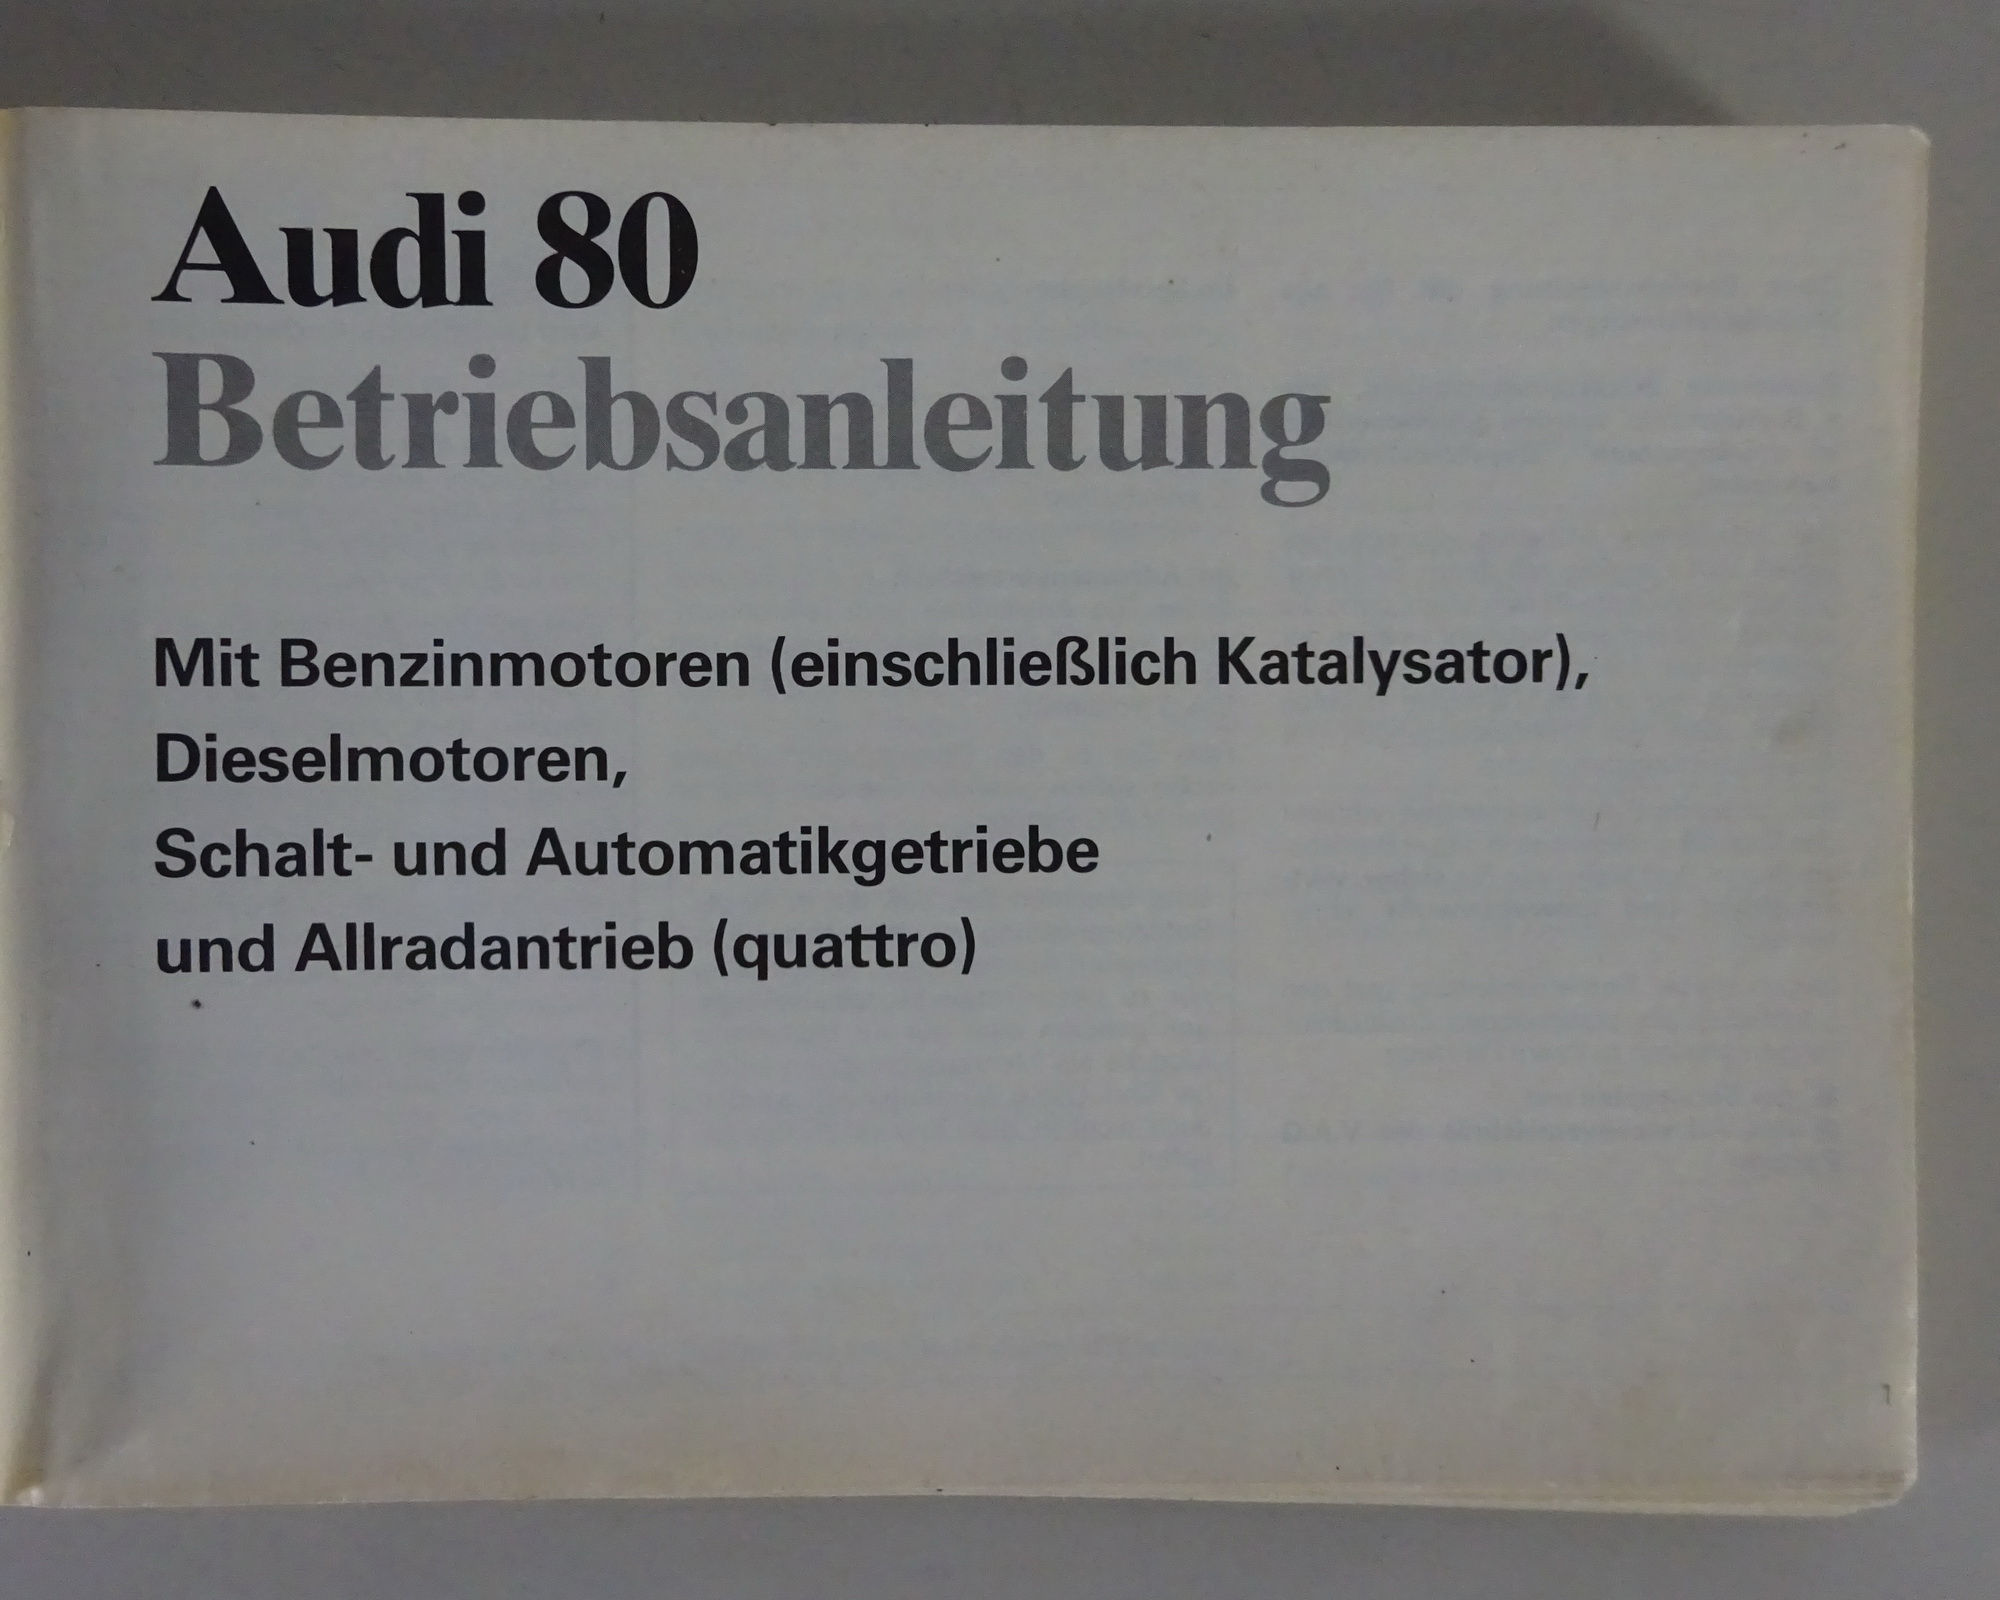 Audi 80
Betriebsanleitung
Mit Benzinmotoren (einschließlich Katalysator),
Dieselmotoren,
Schalt- und Automatikgetriebe
und Allradantrieb (quattro)